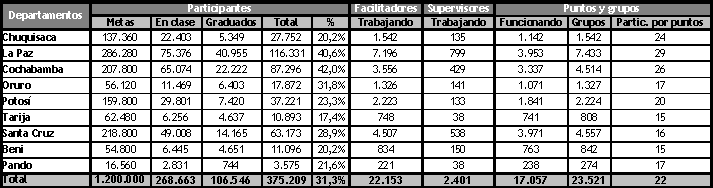 Departamentos Participantes Facilitadores Supervisores Puntos y grupos
Metas En clase Graduados Total % Trabajando Trabajando Funcionando Grupos Partic. por puntos
Chuquisaca 137.360 22.403 5.349 27.752 20,2% 1.542 135 1.142 1.542 24
La Paz 286.280 75.376 40.955 116.331 40,6% 7.196 799 3.953 7.433 29
Cochabamba 207.800 65.074 22.222 87.296 42,0% 3.556 429 3.337 4.514 26
Oruro 56.120 11.469 6.403 17.872 31,8% 1.326 141 1.071 1.327 17
Potosí 159.800 29.801 7.420 37.221 23,3% 2.223 133 1.841 2.224 20
Tarija 62.480 6.256 4.637 10.893 17,4% 748 38 741 808 15
Santa Cruz 218.800 49.008 14.165 63.173 28,9% 4.507 538 3.971 4.557 16
Beni 54.800 6.445 4.651 11.096 20,2% 834 150 763 842 15
Pando 16.560 2.831 744 3.575 21,6% 221 38 238 274 17
Total 1.200.000 268.663 106.546 375.209 31,3% 22.153 2.401 17.057 23.521 22